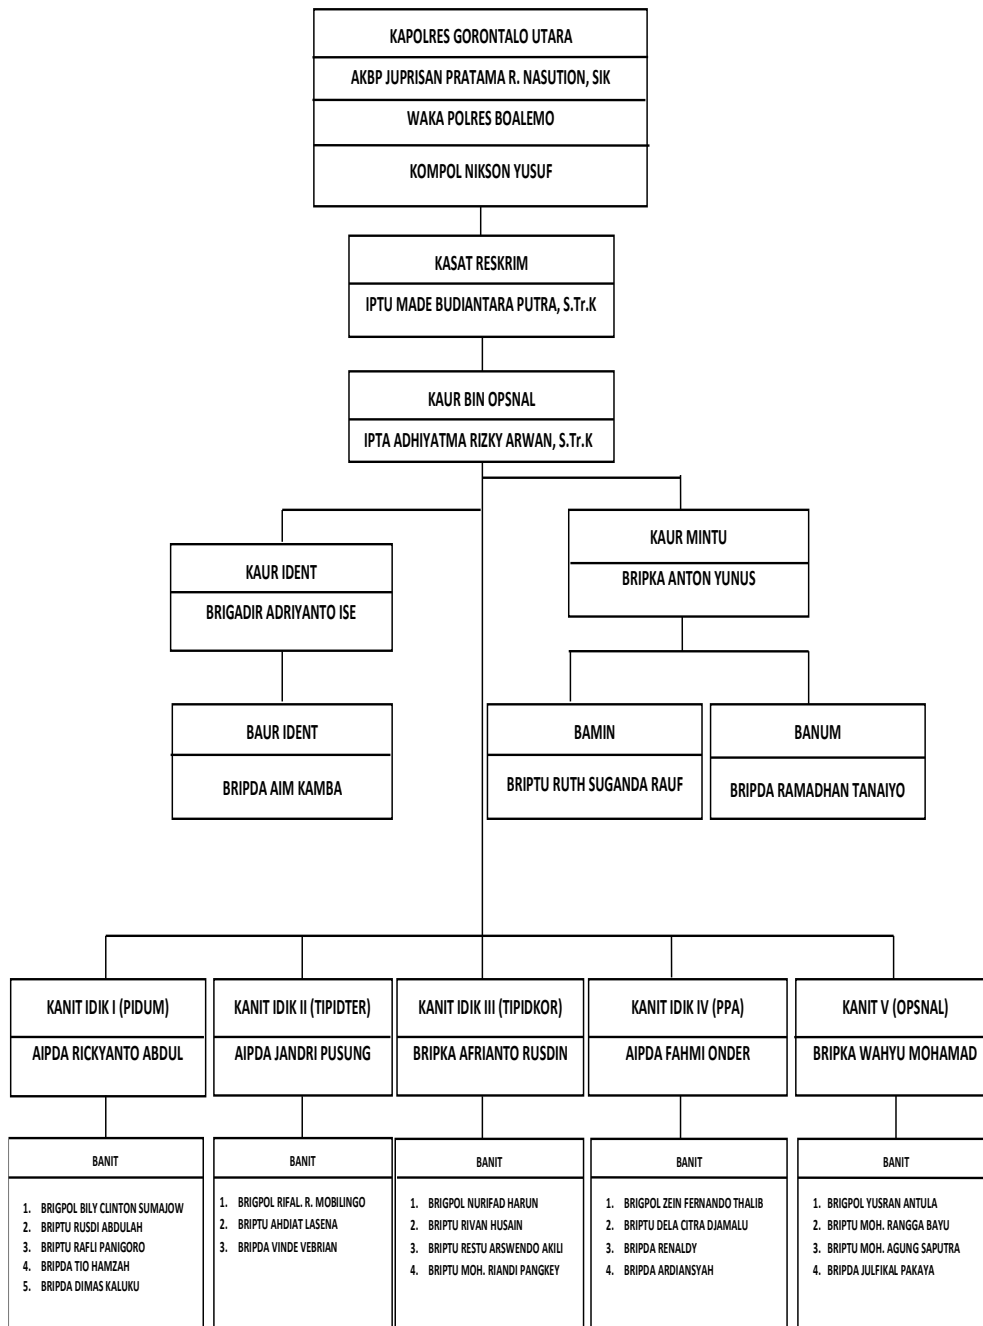 KAPOLRES GORONTALO UTARA
AKBP JUPRISAN PRATAMA R. NASUTION, SIK
WAKA POLRES BOALEMO
KOMPOL NIKSON YUSUF
KASAT RESKRIM
IPTU MADE BUDIANTARA PUTRA, S.Tr.K
KAUR BIN OPSNAL
IPTA ADHIYATMA RIZKY ARWAN, S.Tr.K
KAUR IDENT
BRIGADIR ADRIYANTO ISE
KAUR MINTU
BRIPKA ANTON YUNUS
BAUR IDENT
BRIPDA AIM KAMBA
BAMIN
BRIPTU RUTH SUGANDA RAUF
BANUM
BRIPDA RAMADHAN TANAIYO
KANIT IDIK I (PIDUM)
AIPDA RICKYANTO ABDUL
KANIT IDIK II (TIPIDTER)
AIPDA JANDRI PUSUNG
KANIT IDIK III (TIPIDKOR)
BRIPKA AFRIANTO RUSDIN
KANIT IDIK IV (PPA)
AIPDA FAHMI ONDER
KANIT V (OPSNAL)
BRIPKA WAHYU MOHAMAD
BANIT
1. BRIGPOL BILY CLINTON SUMAJOW
2. BRIPTU RUSDI ABDULAH
3. BRIPTU RAFLI PANIGORO
4. BRIPDA TIO HAMZAH
5. BRIPDA DIMAS KALUKU
BANIT
1. BRIGPOL RIFAL. R. MOBILINGO
2. BRIPTU AHDIAT LASENA
3. BRIPDA VINDE VEBRIAN
BANIT
1. BRIGPOL NURIFAD HARUN
2. BRIPTU RIVAN HUSAIN
3. BRIPTU RESTU ARSWENDO AKILI
4. BRIPTU MOH. RIANDI PANGKEY
BANIT
1. BRIGPOL ZEIN FERNANDO THALIB
2. BRIPTU DELA CITRA DJAMALU
3. BRIPDA RENALDY
4. BRIPDA ARDIANSYAH
BANIT
1. BRIGPOL YUSRAN ANTULA
2. BRIPTU MOH. RANGGA BAYU
3. BRIPTU MOH. AGUNG SAPUTRA
4. BRIPDA JULFIKAL PAKAYA